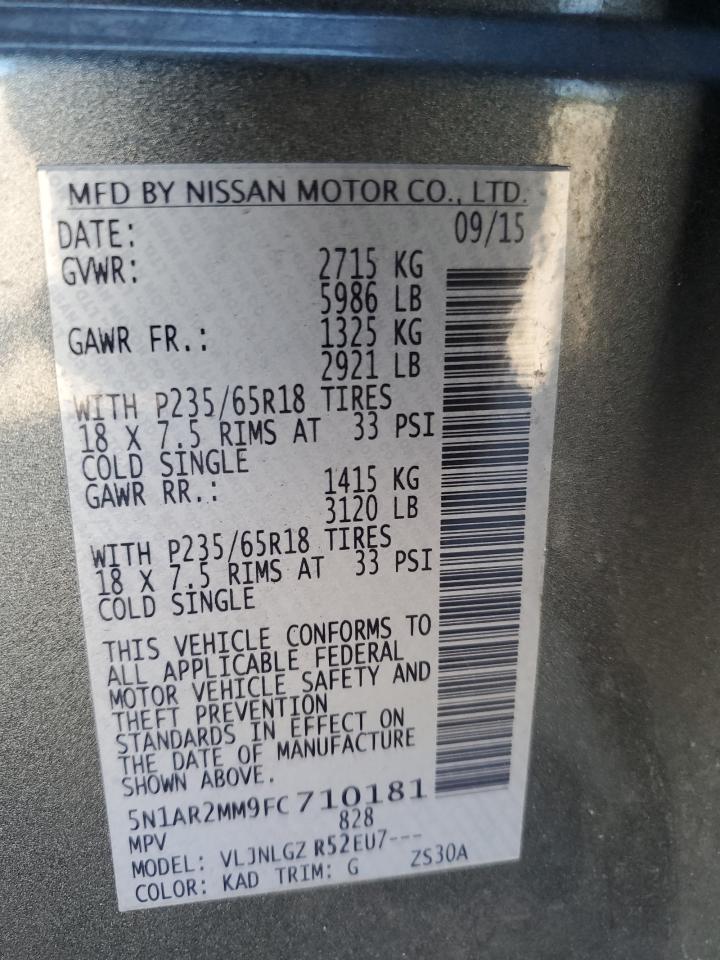 MFD BY NISSAN MOTOR CO., LTD.
DATE: 09/15
GVWR: 2715 KG
5986 LB
GAWR FR.: 1325 KG
2921 LB
WITH P235/65R18 TIRES
18 X 7.5 RIMS AT 33 PSI
COLD SINGLE
GAWR RR.: 1415 KG
3120 LB
WITH P235/65R18 TIRES
18 X 7.5 RIMS AT 33 PSI
COLD SINGLE
THIS VEHICLE CONFORMS TO
ALL APPLICABLE FEDERAL
MOTOR VEHICLE SAFETY AND
THEFT PREVENTION
STANDARDS IN EFFECT ON
THE DATE OF MANUFACTURE
SHOWN ABOVE.
5N1AR2MM9FC710181
MPV 828
MODEL: VLJNLGZ R52EU7---
COLOR: KAD TRIM: G ZS30A